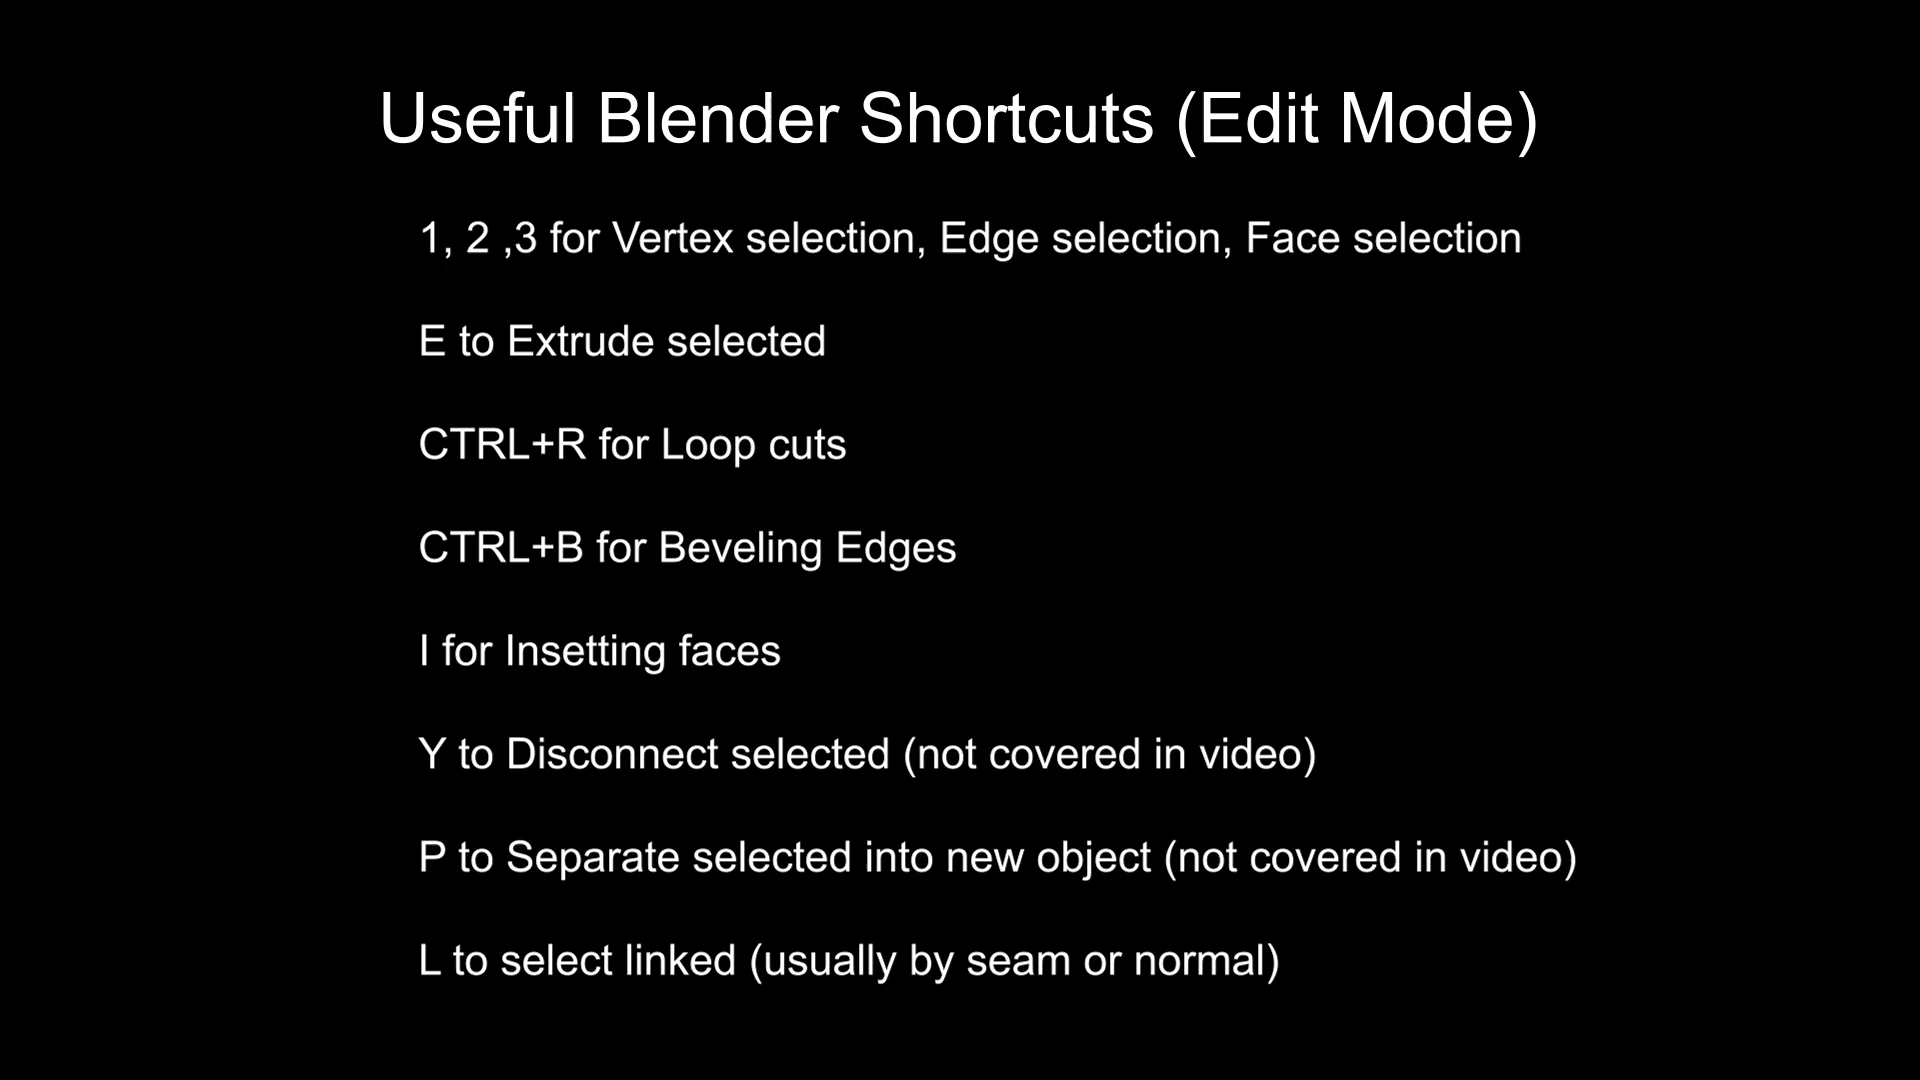 Useful Blender Shortcuts (Edit Mode)
1, 2 ,3 for Vertex selection, Edge selection, Face selection
E to Extrude selected
CTRL+R for Loop cuts
CTRL+B for Beveling Edges
I for Insetting faces
Y to Disconnect selected (not covered in video)
P to Separate selected into new object (not covered in video)
L to select linked (usually by seam or normal)